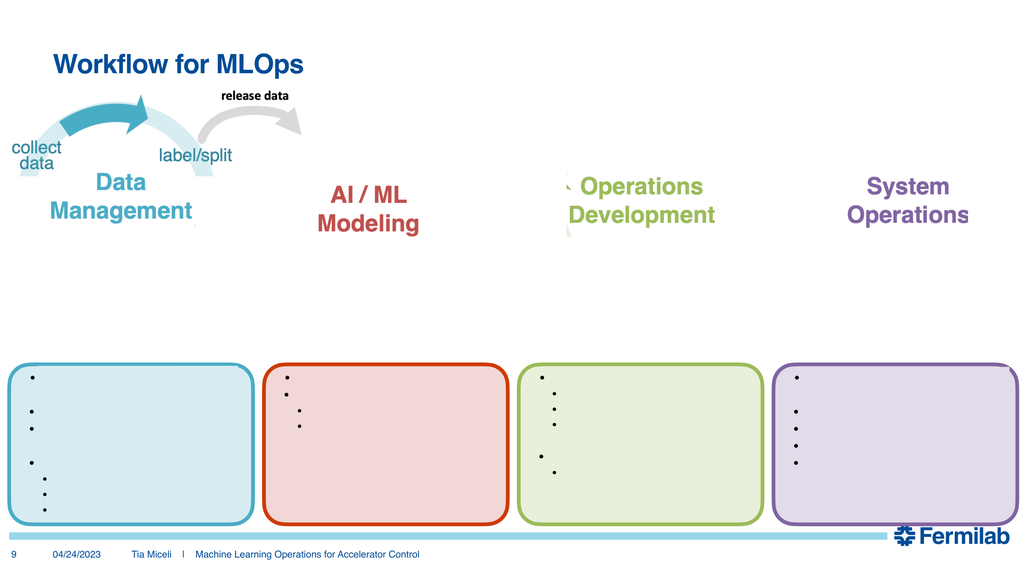 Workflow for MLOps
release data
collect
data
label/split
Data
Management
AI / ML
Modeling
Operations
Development
System
Operations
Fermilab
9 04/24/2023 Tia Miceli | Machine Learning Operations for Accelerator Control